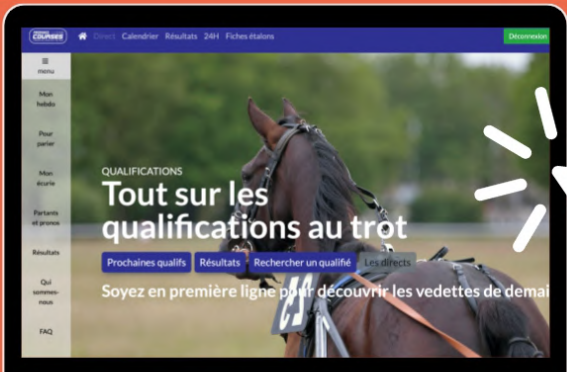 COURSES
Direct Calendrier Résultats 24H Fiches étalons
Déconnexion
menu
Mon
hebdo
Pour
parier
Mon
écurie
Partants
et pronos
Résultats
Qui
sommes-
nous
FAQ
QUALIFICATIONS
Tout sur les
qualifications au trot
Prochaines qualifs Résultats Rechercher un qualifié Les directs
Soyez en première ligne pour découvrir les vedettes de demai